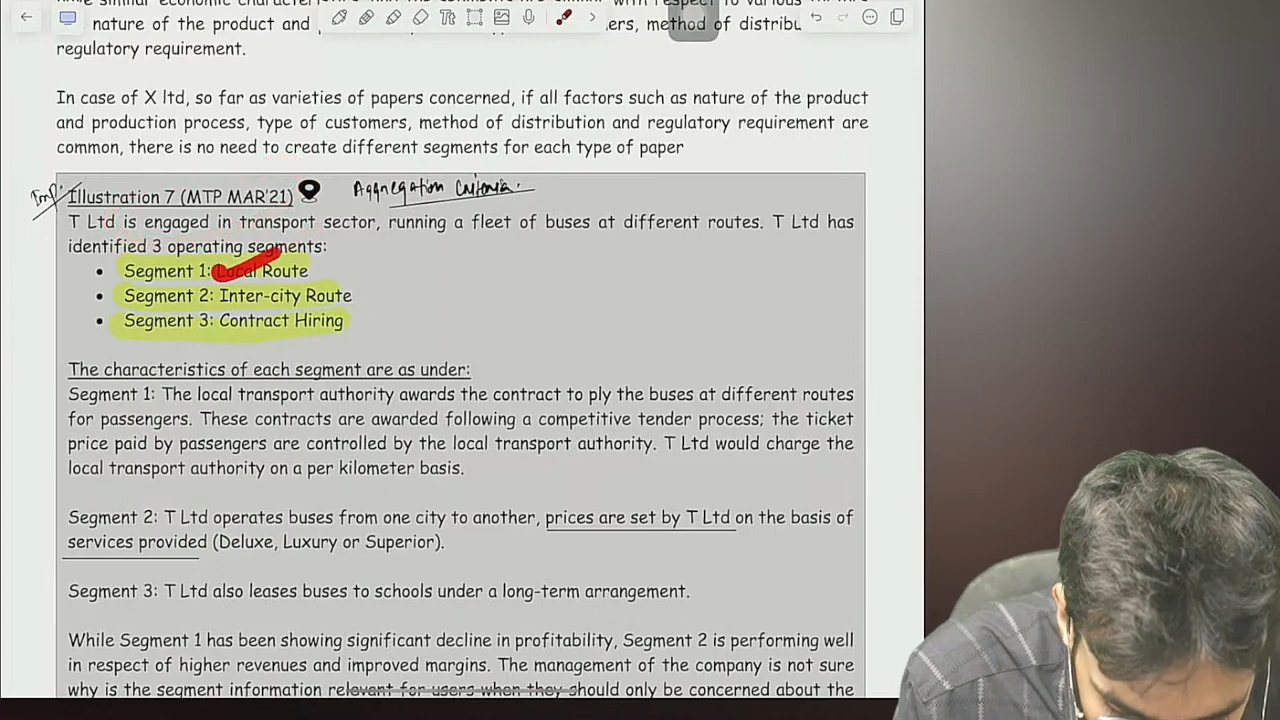 nature of the product and
ers, method of distribu
regulatory requirement.
In case of X ltd, so far as varieties of papers concerned, if all factors such as nature of the product
and production process, type of customers, method of distribution and regulatory requirement are
common, there is no need to create different segments for each type of paper
Imp. Illustration 7 (MTP MAR'21) Aggregation Criteria.
T Ltd is engaged in transport sector, running a fleet of buses at different routes. T Ltd has
identified 3 operating segments:
• Segment 1: Local Route
• Segment 2: Inter-city Route
• Segment 3: Contract Hiring
The characteristics of each segment are as under:
Segment 1: The local transport authority awards the contract to ply the buses at different routes
for passengers. These contracts are awarded following a competitive tender process; the ticket
price paid by passengers are controlled by the local transport authority. T Ltd would charge the
local transport authority on a per kilometer basis.
Segment 2: T Ltd operates buses from one city to another, prices are set by T Ltd on the basis of
services provided (Deluxe, Luxury or Superior).
Segment 3: T Ltd also leases buses to schools under a long-term arrangement.
While Segment 1 has been showing significant decline in profitability, Segment 2 is performing well
in respect of higher revenues and improved margins. The management of the company is not sure
why is the segment information relevant for users when they should only be concerned about the